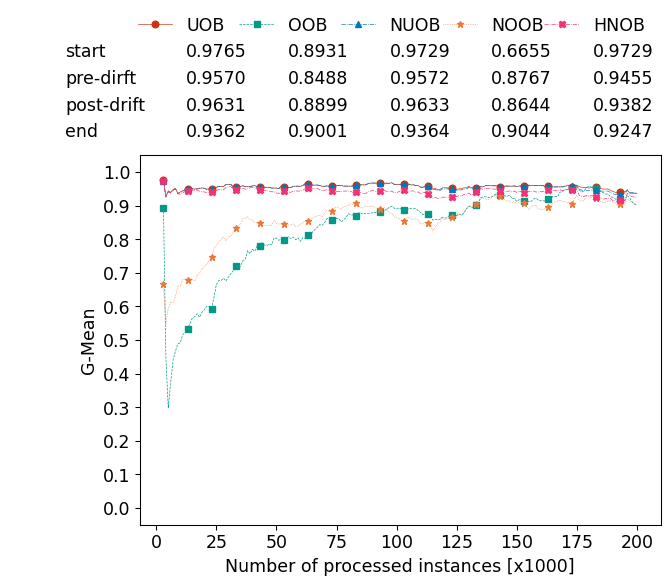 UOB OOB NUOB NOOB HNOB
start 0.9765 0.8931 0.9729 0.6655 0.9729
pre-dirft 0.9570 0.8488 0.9572 0.8767 0.9455
post-drift 0.9631 0.8899 0.9633 0.8644 0.9382
end 0.9362 0.9001 0.9364 0.9044 0.9247
1.0
0.9
0.8
0.7
0.6
0.5
0.4
0.3
0.2
0.1
0.0
G-Mean
0 25 50 75 100 125 150 175 200
Number of processed instances [x1000]